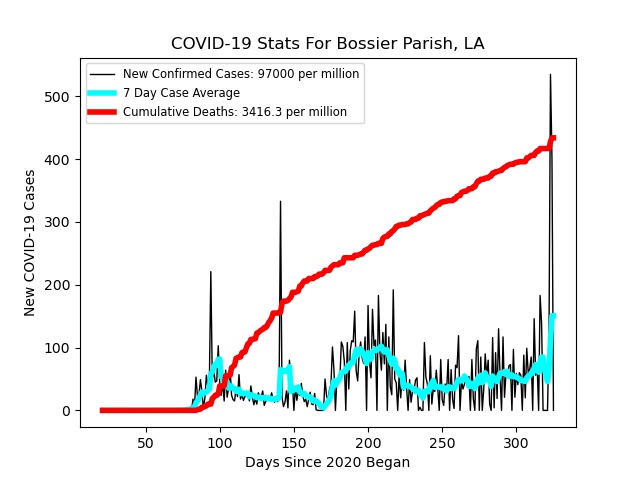 COVID-19 Stats For Bossier Parish, LA
New Confirmed Cases: 97000 per million
7 Day Case Average
Cumulative Deaths: 3416.3 per million
New COVID-19 Cases
500
400
300
200
100
0
50 100 150 200 250 300
Days Since 2020 Began